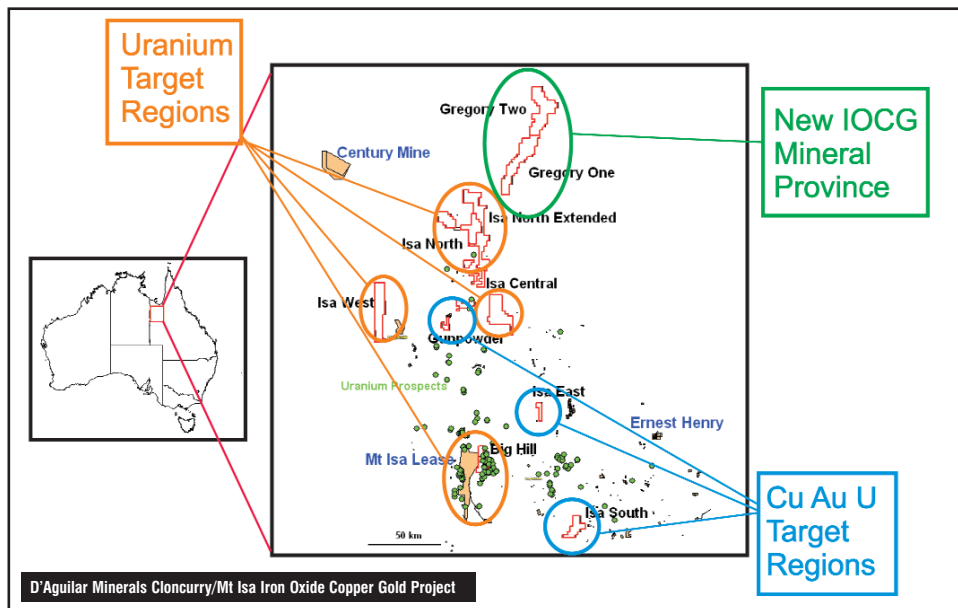 Uranium
Target
Regions
Gregory Two
New IOCG
Mineral
Province
Century Mine
Gregory One
Isa North Extended
Isa North
Isa Central
Isa West
Gunpowder
Uranium Prospects
Isa East
Ernest Henry
Big Hill
Mt Isa Lease
Cu Au U
Target
Regions
Isa South
50 km
D'Aguilar Minerals Cloncurry/Mt Isa Iron Oxide Copper Gold Project